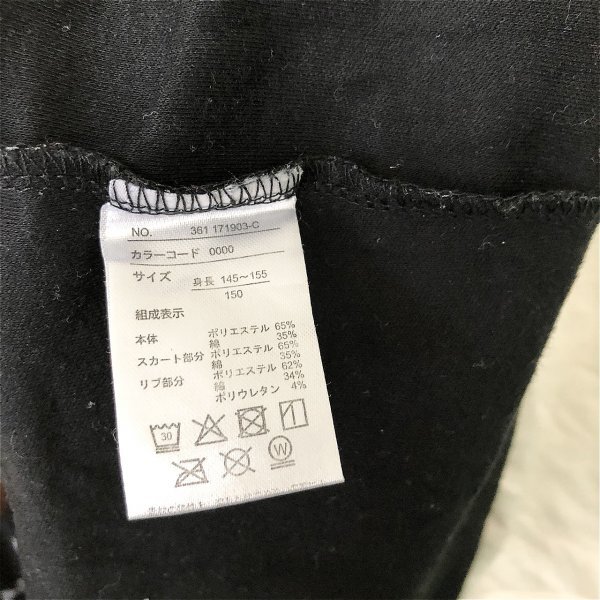 NO. 361 171903-C
カラーコード 0000
サイズ 身長 145～155
150
組成表示
本体 ポリエステル 65%
綿 35%
スカート部分 ポリエステル 65%
綿 35%
リブ部分 ポリエステル 62%
綿 34%
ポリウレタン 4%
30
W